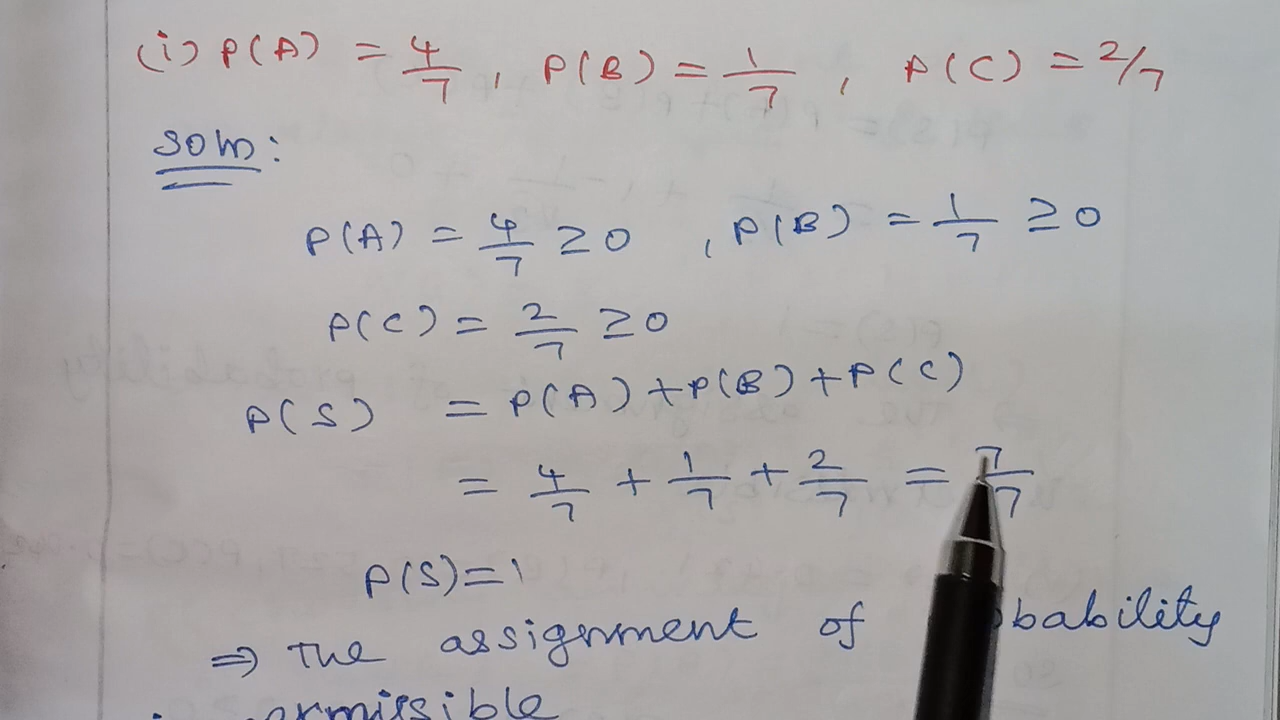 (i) P(A) = 4/7, P(B) = 1/7, P(C) = 2/7
Soln:
P(A) = 4/7 ≥ 0, P(B) = 1/7 ≥ 0
P(C) = 2/7 ≥ 0
P(S) = P(A) + P(B) + P(C)
= 4/7 + 1/7 + 2/7 = 7/7
P(S) = 1
⇒ The assignment of